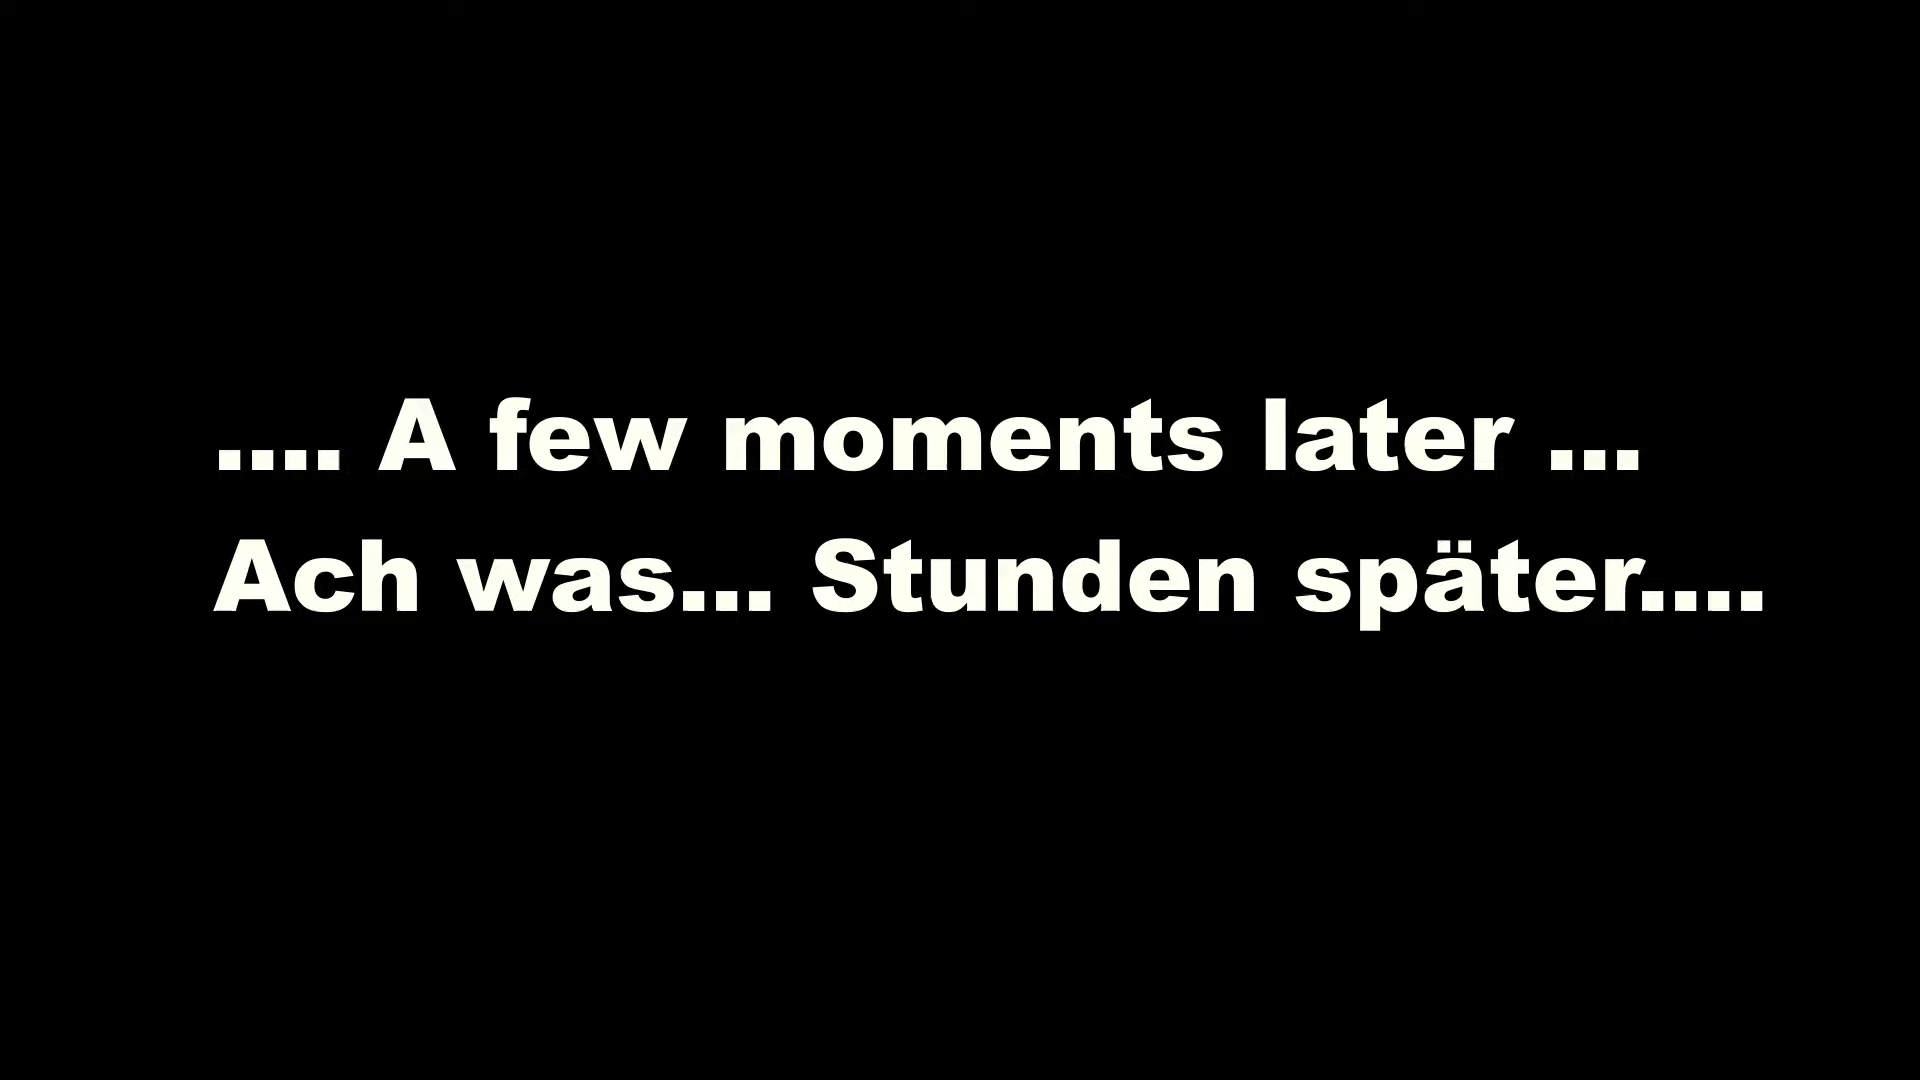 .... A few moments later ...
Ach was... Stunden später....